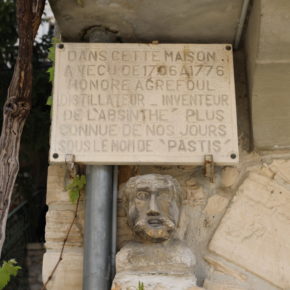 DANS CETTE MAISON.
A VECU DE 1706 A 1776
HONORE AGREFOUL
DISTILLATEUR _ INVENTEUR
DE L'ABSINTHE" PLUS
CONNUE DE NOS JOURS
SOUS LE NOM DE "PASTIS"